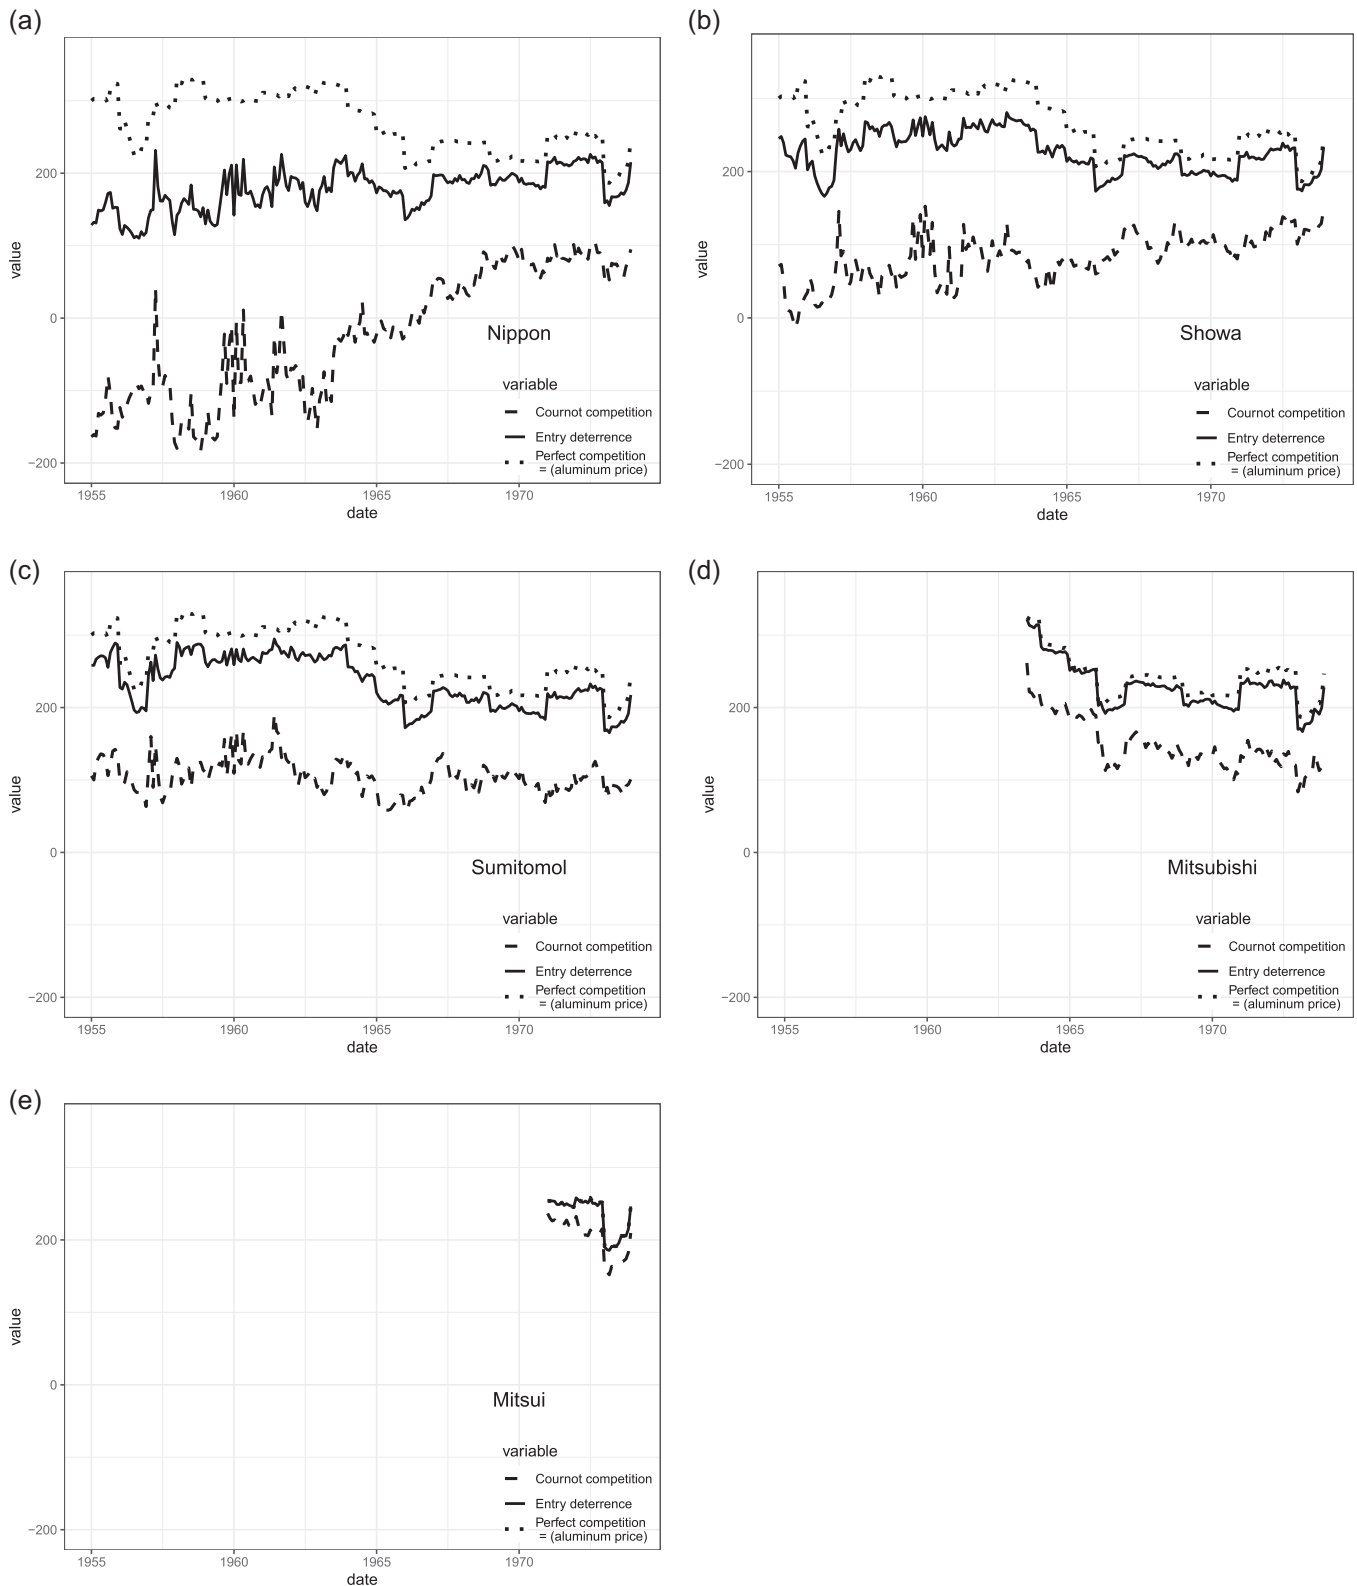 (a)
value
200
0
−200
1955
1960
1965
1970
date
Nippon
variable
Cournot competition
Entry deterrence
Perfect competition
= (aluminum price)
(b)
value
200
0
−200
1955
1960
1965
1970
date
Showa
variable
Cournot competition
Entry deterrence
Perfect competition
= (aluminum price)
(c)
value
200
0
−200
1955
1960
1965
1970
date
Sumitomol
variable
Cournot competition
Entry deterrence
Perfect competition
= (aluminum price)
(d)
value
200
0
−200
1955
1960
1965
1970
date
Mitsubishi
variable
Cournot competition
Entry deterrence
Perfect competition
= (aluminum price)
(e)
value
200
0
−200
1955
1960
1965
1970
date
Mitsui
variable
Cournot competition
Entry deterrence
Perfect competition
= (aluminum price)